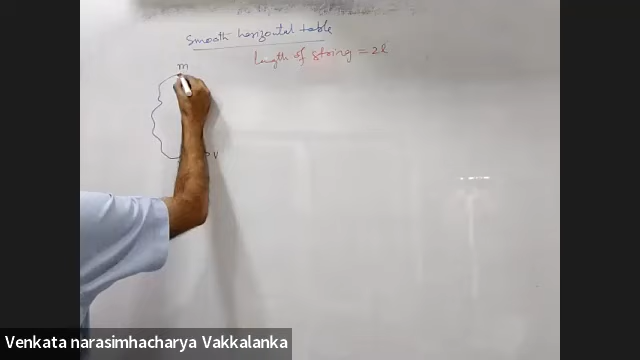 Smooth horizontal table
length of string = 2l
m
v
Venkata narasimhacharya Vakkalanka